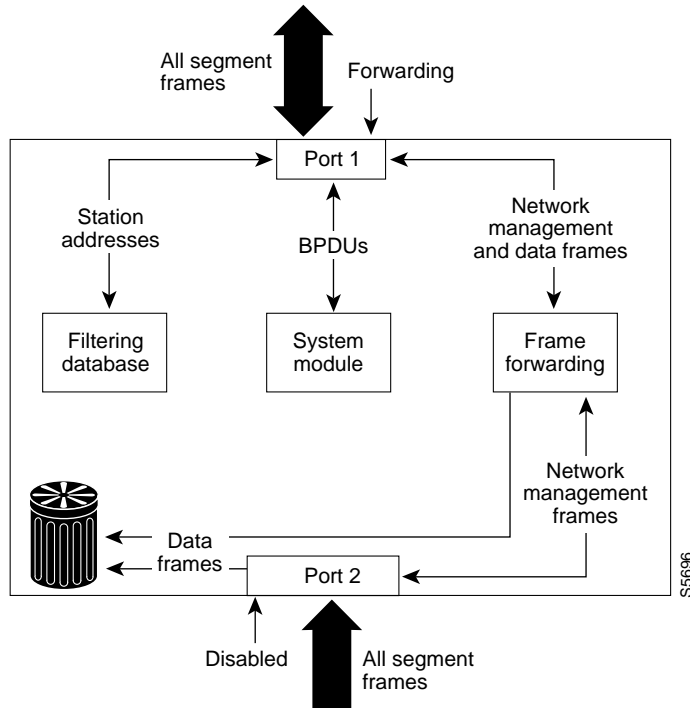 All segment
frames
Forwarding
Port 1
Station
addresses
BPDUs
Network
management
and data frames
Filtering
database
System
module
Frame
forwarding
Network
management
frames
Data
frames
Port 2
Disabled
All segment
frames
S5696